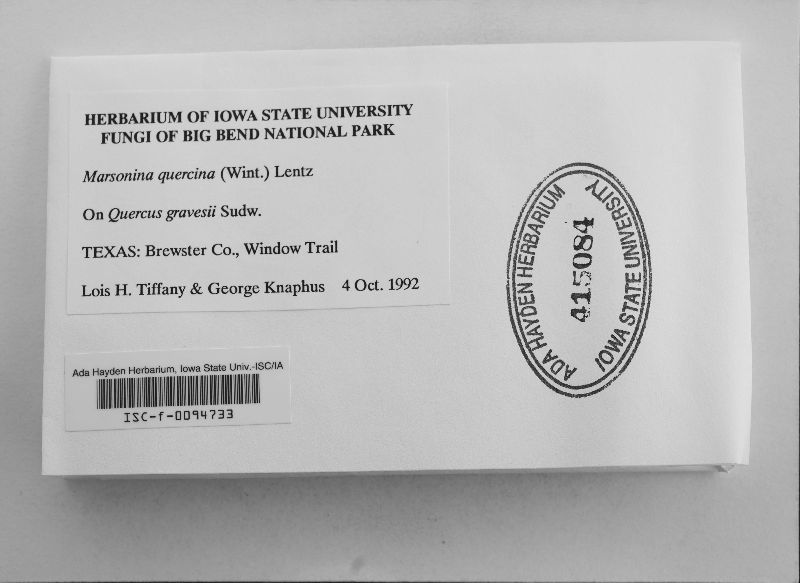 HERBARIUM OF IOWA STATE UNIVERSITY
FUNGI OF BIG BEND NATIONAL PARK
Marsonina quercina (Wint.) Lentz
On Quercus gravesii Sudw.
TEXAS: Brewster Co., Window Trail
Lois H. Tiffany & George Knaphus 4 Oct. 1992
Ada Hayden Herbarium, Iowa State Univ.-ISC/IA
ISC-f-0094733
ADA HAYDEN HERBARIUM
415084
IOWA STATE UNIVERSITY